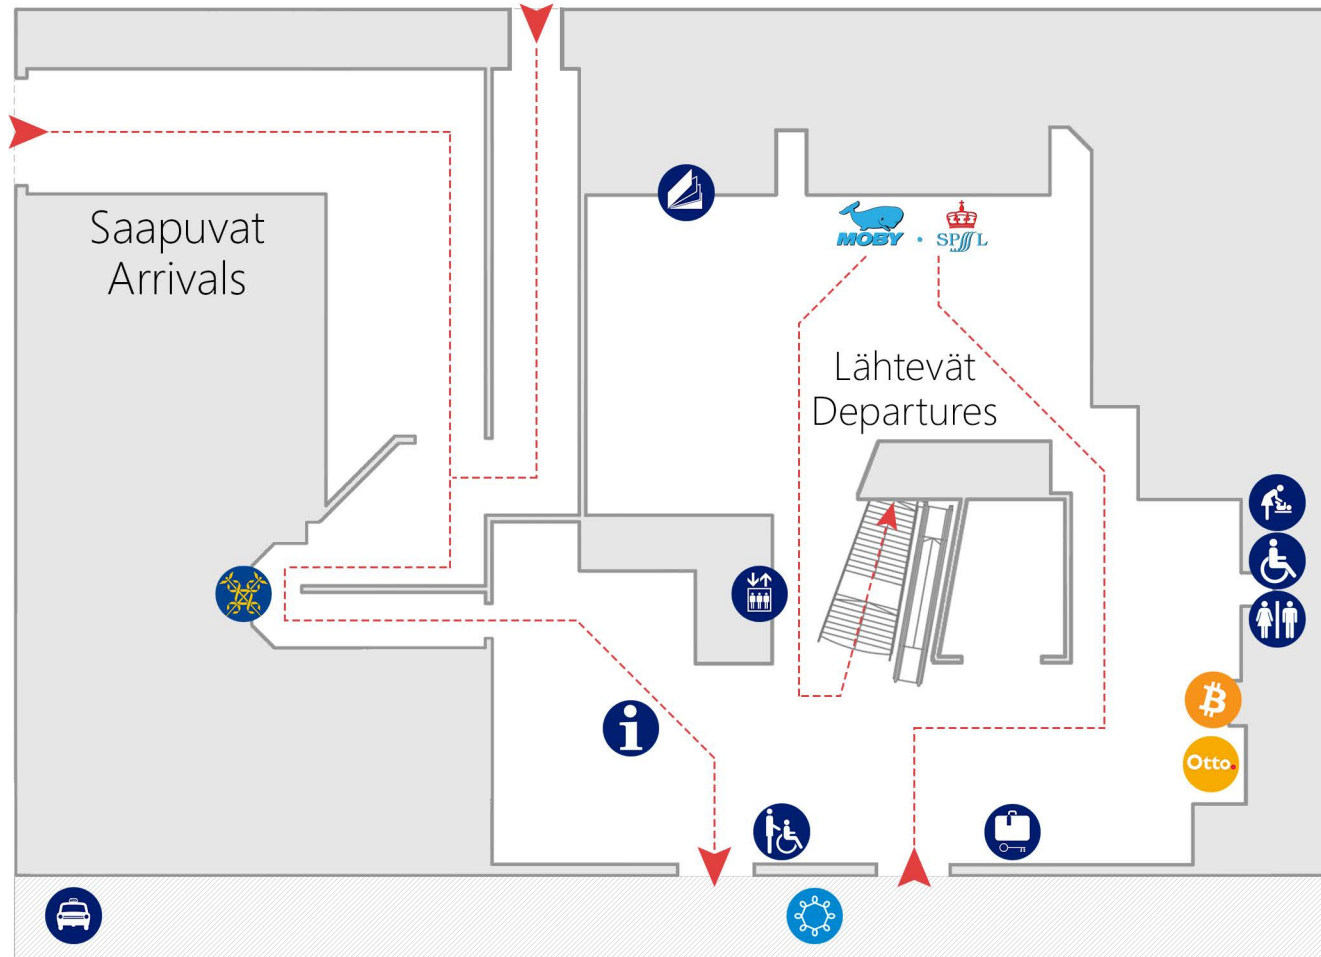 Saapuvat
Arrivals
MOBY · SPL
Lähtevät
Departures
i
Otto.